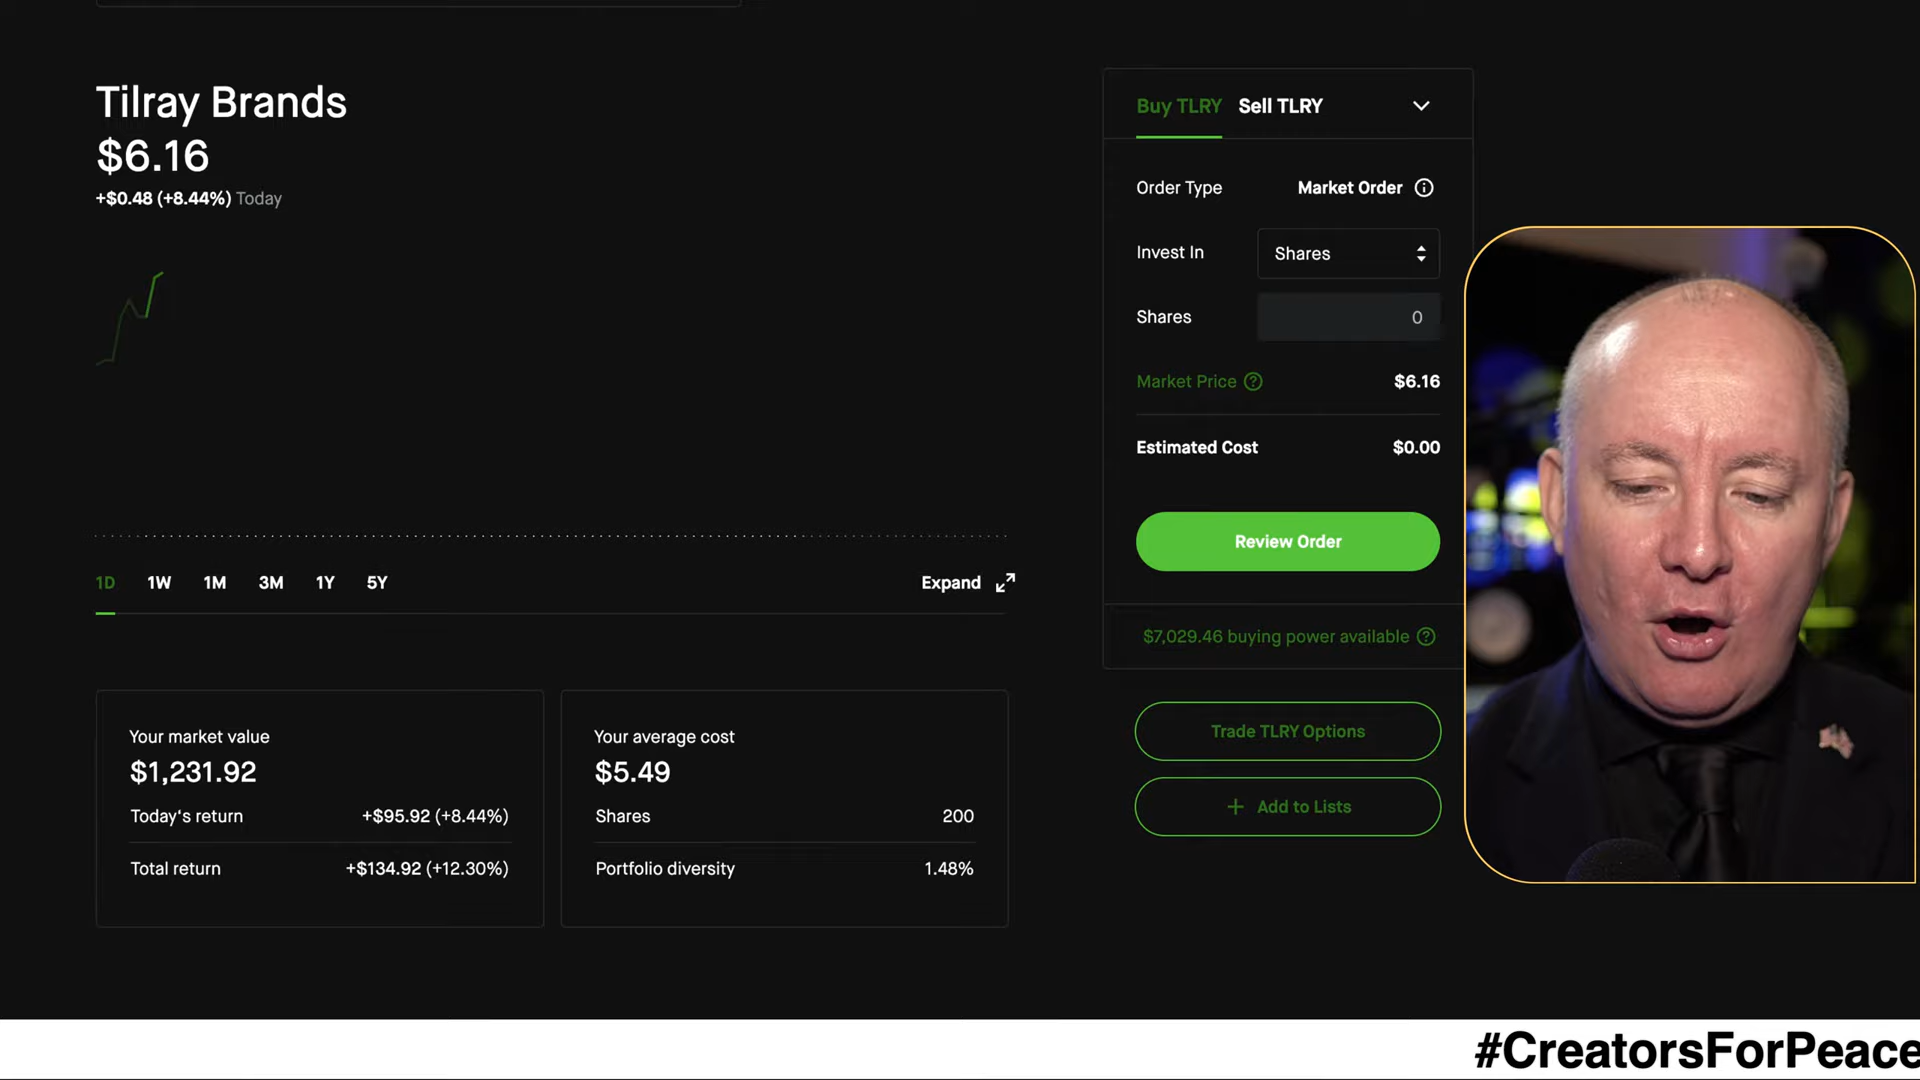 Tilray Brands
$6.16
+$0.48 (+8.44%) Today
1D 1W 1M 3M 1Y 5Y Expand
Your market value
$1,231.92
Today's return +$95.92 (+8.44%)
Total return +$134.92 (+12.30%)
Your average cost
$5.49
Shares 200
Portfolio diversity 1.48%
Buy TLRY Sell TLRY
Order Type Market Order
Invest In Shares
Shares 0
Market Price $6.16
Estimated Cost $0.00
Review Order
$7,029.46 buying power available
Trade TLRY Options
+ Add to Lists
#CreatorsForPeace